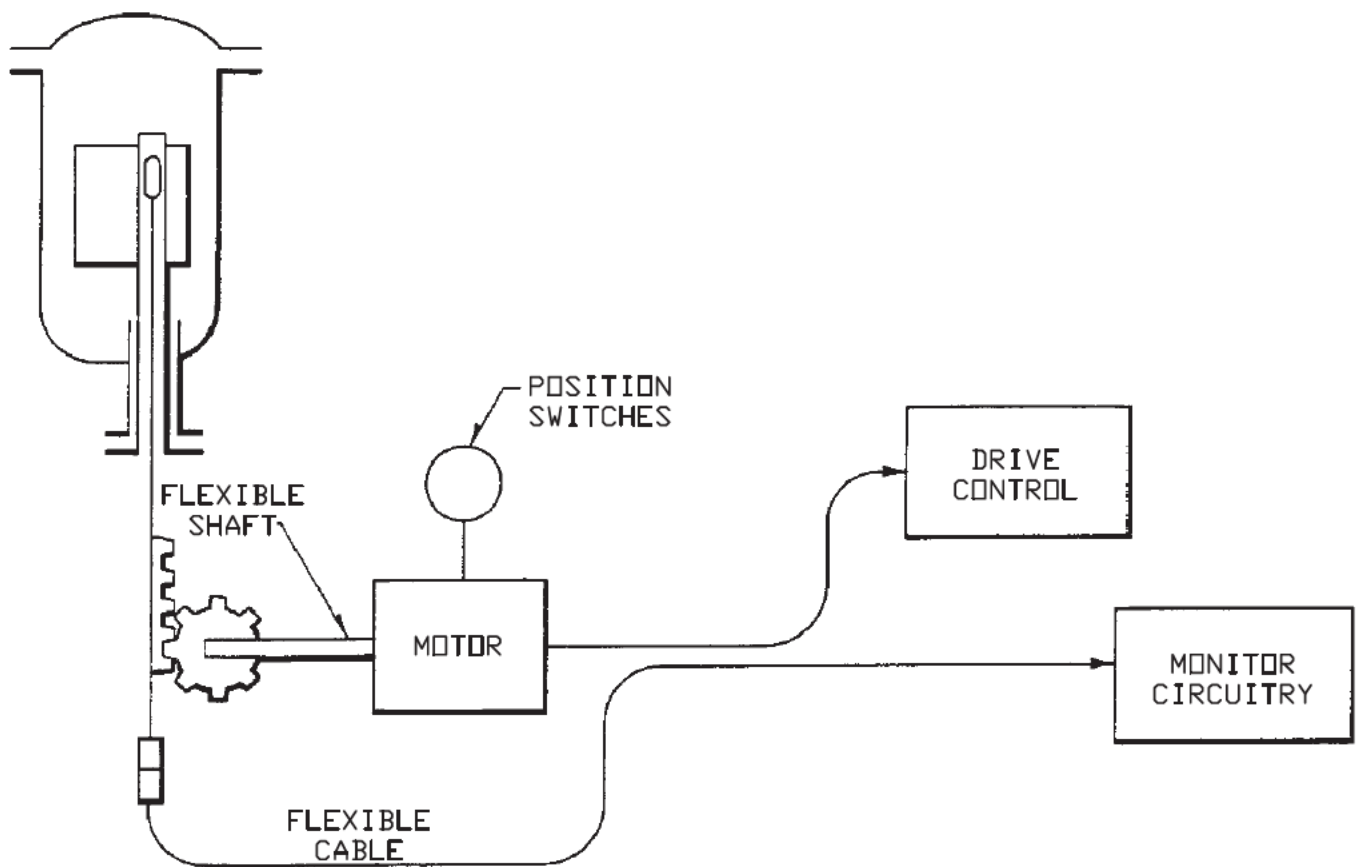 POSITION
SWITCHES
DRIVE
CONTROL
FLEXIBLE
SHAFT
MOTOR
MONITOR
CIRCUITRY
FLEXIBLE
CABLE